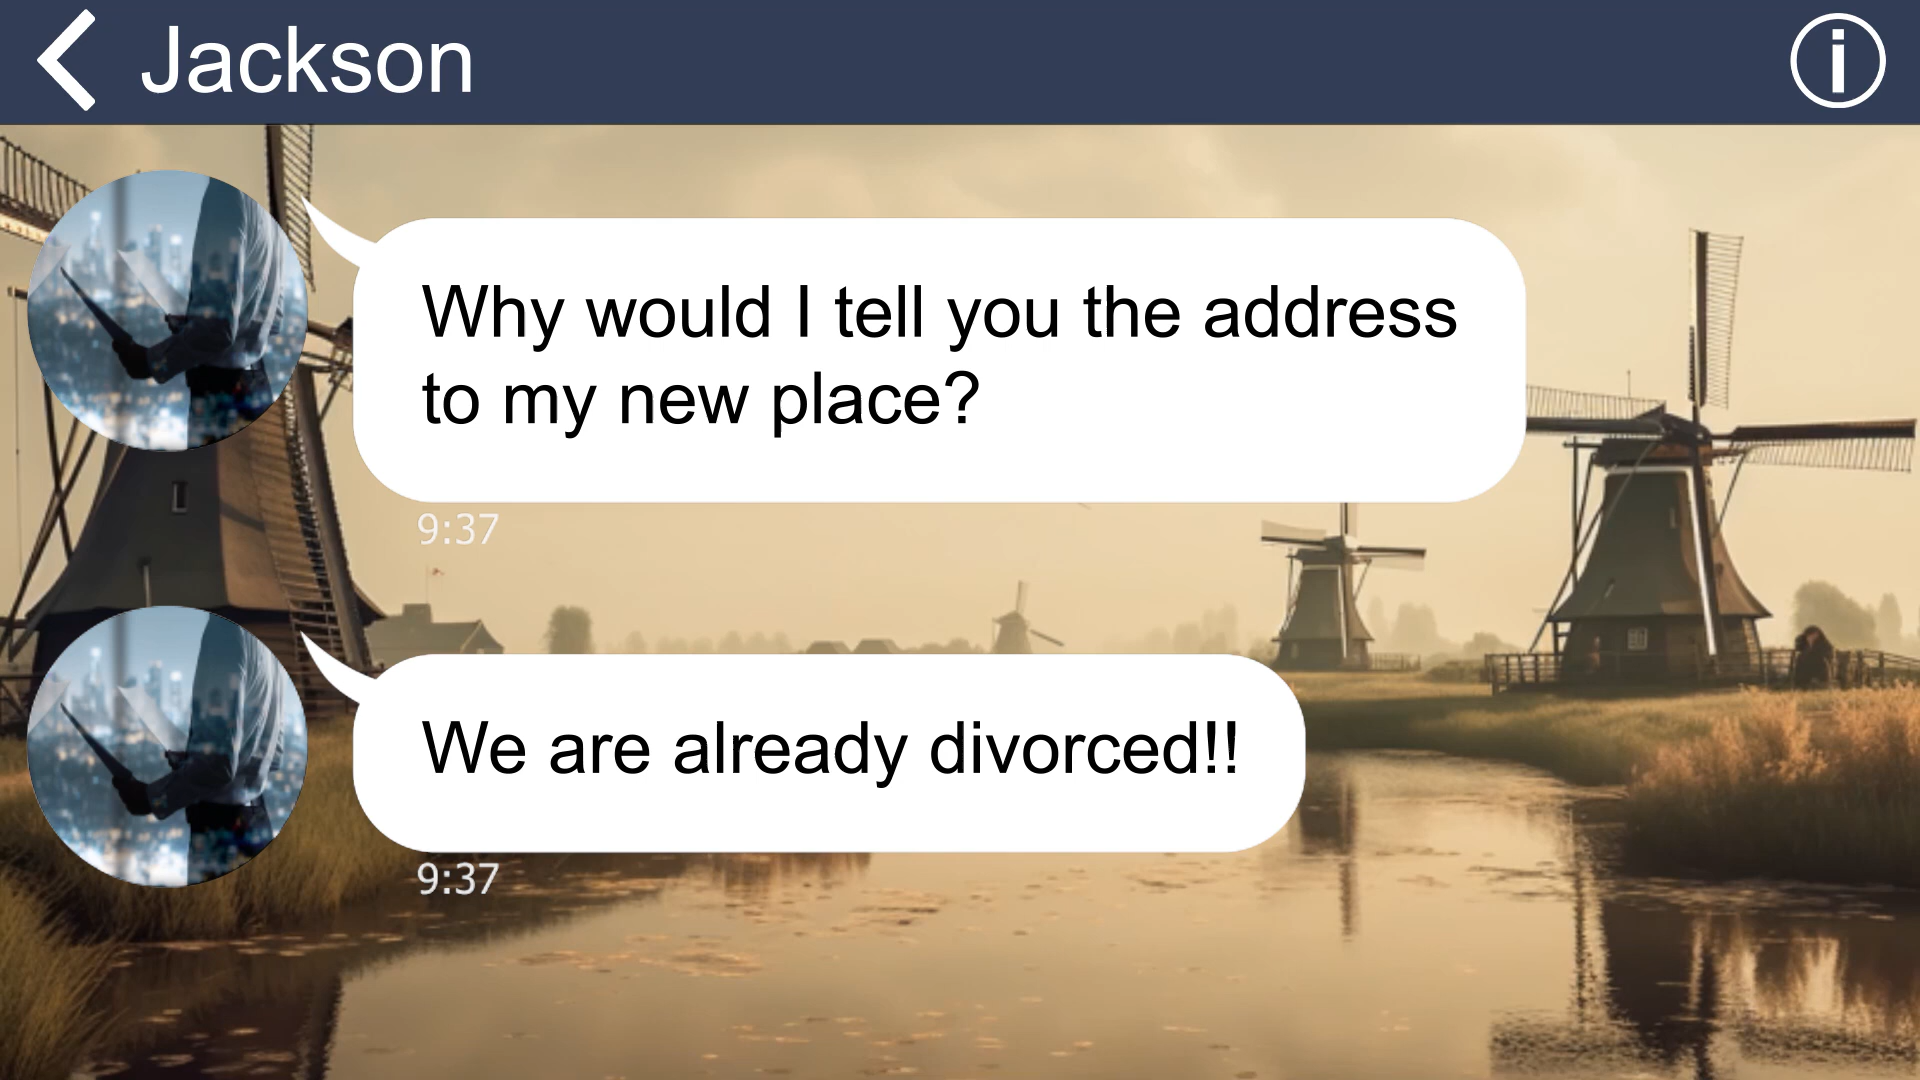 Jackson
Why would I tell you the address
to my new place?
9:37
We are already divorced!!
9:37